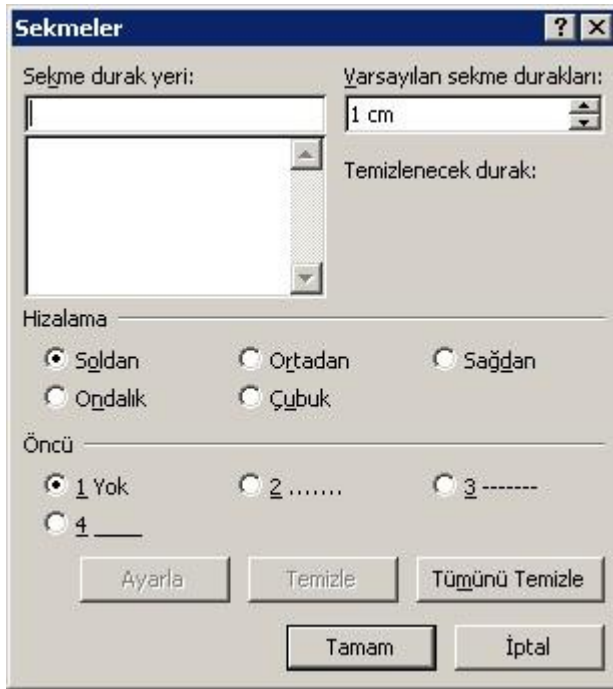 Sekmeler
Sekme durak yeri:
Varsayılan sekme durakları:
1 cm
Temizlenecek durak:
Hizalama
Soldan Ortadan Sağdan
Ondalık Çubuk
Öncü
1 Yok 2 ....... 3 -------
4 ____
Ayarla Temizle Tümünü Temizle
Tamam İptal